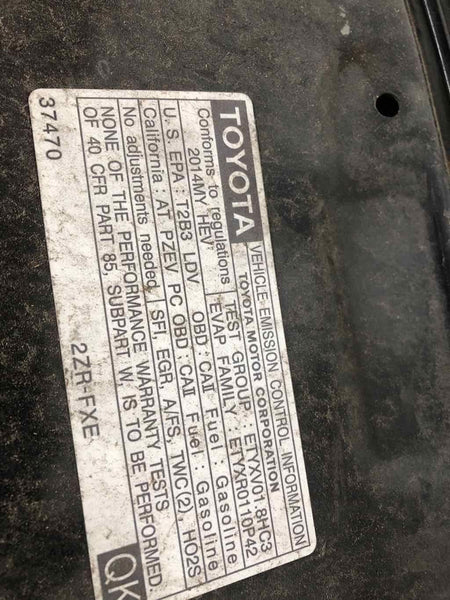 TOYOTA VEHICLE EMISSION CONTROL INFORMATION
TOYOTA MOTOR CORPORATION
Conforms to regulations TEST GROUP : ETYXV01.8HC3
2014MY HEV EVAP FAMILY : ETYXR0110P42
U. S. EPA : T2B3 LDV OBD : CAII Fuel : Gasoline
California : AT PZEV PC OBD : CAII Fuel : Gasoline
No adjustments needed. SFI, EGR, A/FS, TWC(2), HO2S
NONE OF THE PERFORMANCE WARRANTY TESTS
OF 40 CFR PART 85, SUBPART W, IS TO BE PERFORMED.
37470 2ZR-FXE QK